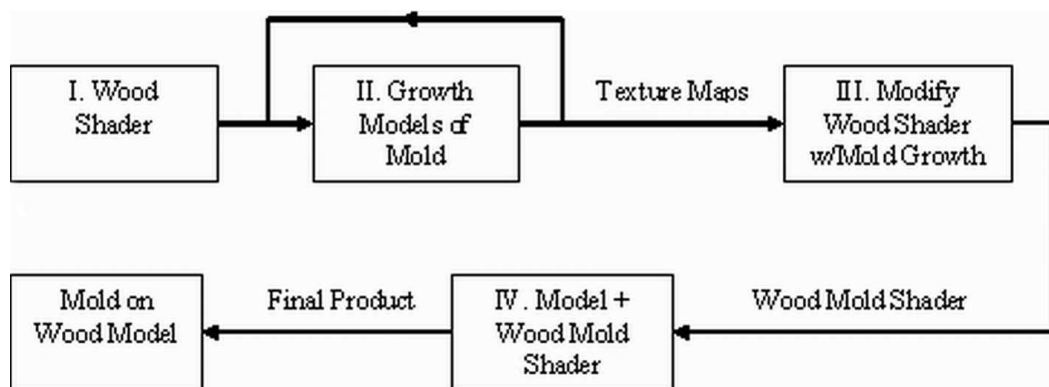 I. Wood
Shader
II. Growth
Models of
Mold
Texture Maps
III. Modify
Wood Shader
w/Mold Growth
Mold on
Wood Model
Final Product
IV. Model +
Wood Mold
Shader
Wood Mold Shader